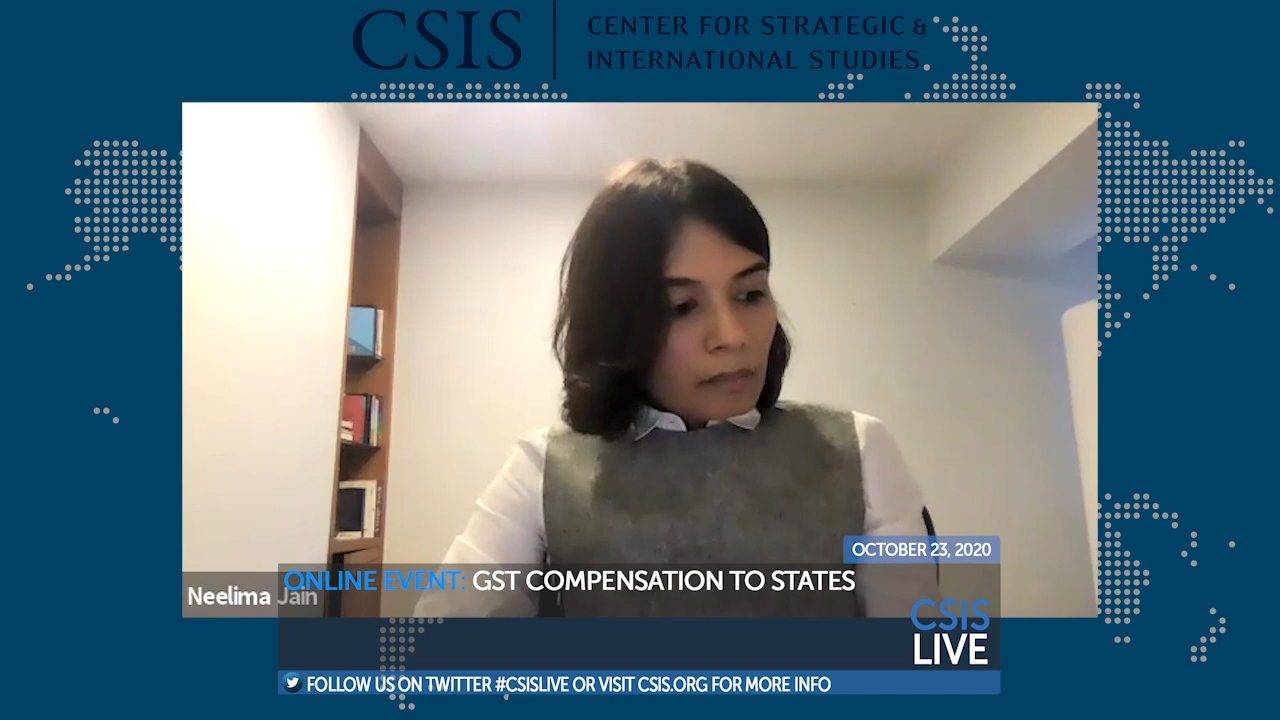 CSIS
CENTER FOR STRATEGIC &
INTERNATIONAL STUDIES
OCTOBER 23, 2020
ONLINE EVENT: GST COMPENSATION TO STATES
Neelima Jain
CSIS
LIVE
FOLLOW US ON TWITTER #CSISLIVE OR VISIT CSIS.ORG FOR MORE INFO